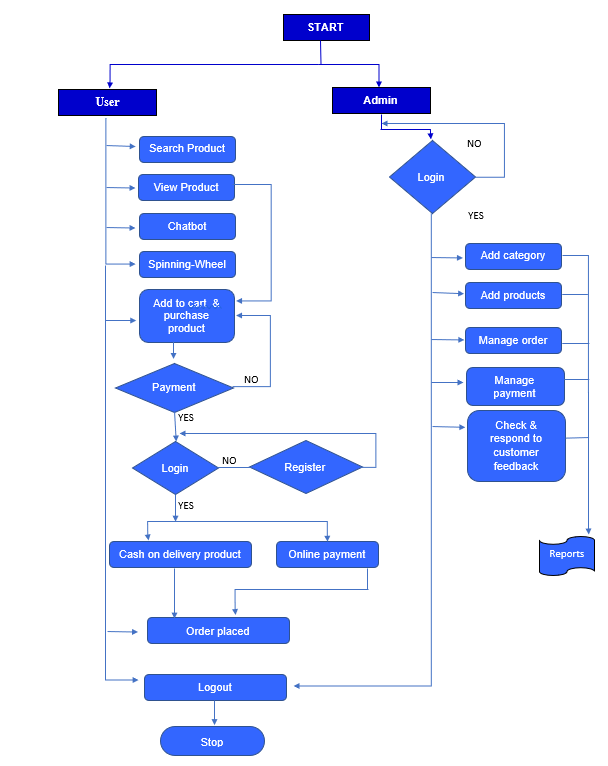 START
User
Admin
NO
Login
YES
Search Product
View Product
Chatbot
Spinning-Wheel
Add to cart &
purchase
product
Payment
NO
YES
Login
NO
Register
YES
Cash on delivery product
Online payment
Order placed
Logout
Stop
Add category
Add products
Manage order
Manage
payment
Check &
respond to
customer
feedback
Reports